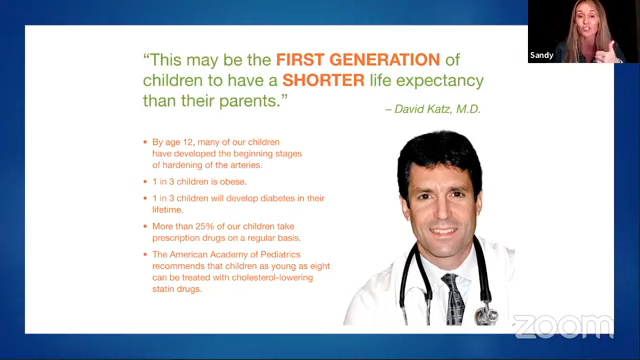 "This may be the FIRST GENERATION of
children to have a SHORTER life expectancy
than their parents."
– David Katz, M.D.
• By age 12, many of our children
have developed the beginning stages
of hardening of the arteries.
• 1 in 3 children is obese.
• 1 in 3 children will develop diabetes in their
lifetime.
• More than 25% of our children take
prescription drugs on a regular basis.
• The American Academy of Pediatrics
recommends that children as young as eight
can be treated with cholesterol-lowering
statin drugs.
Sandy
zoom